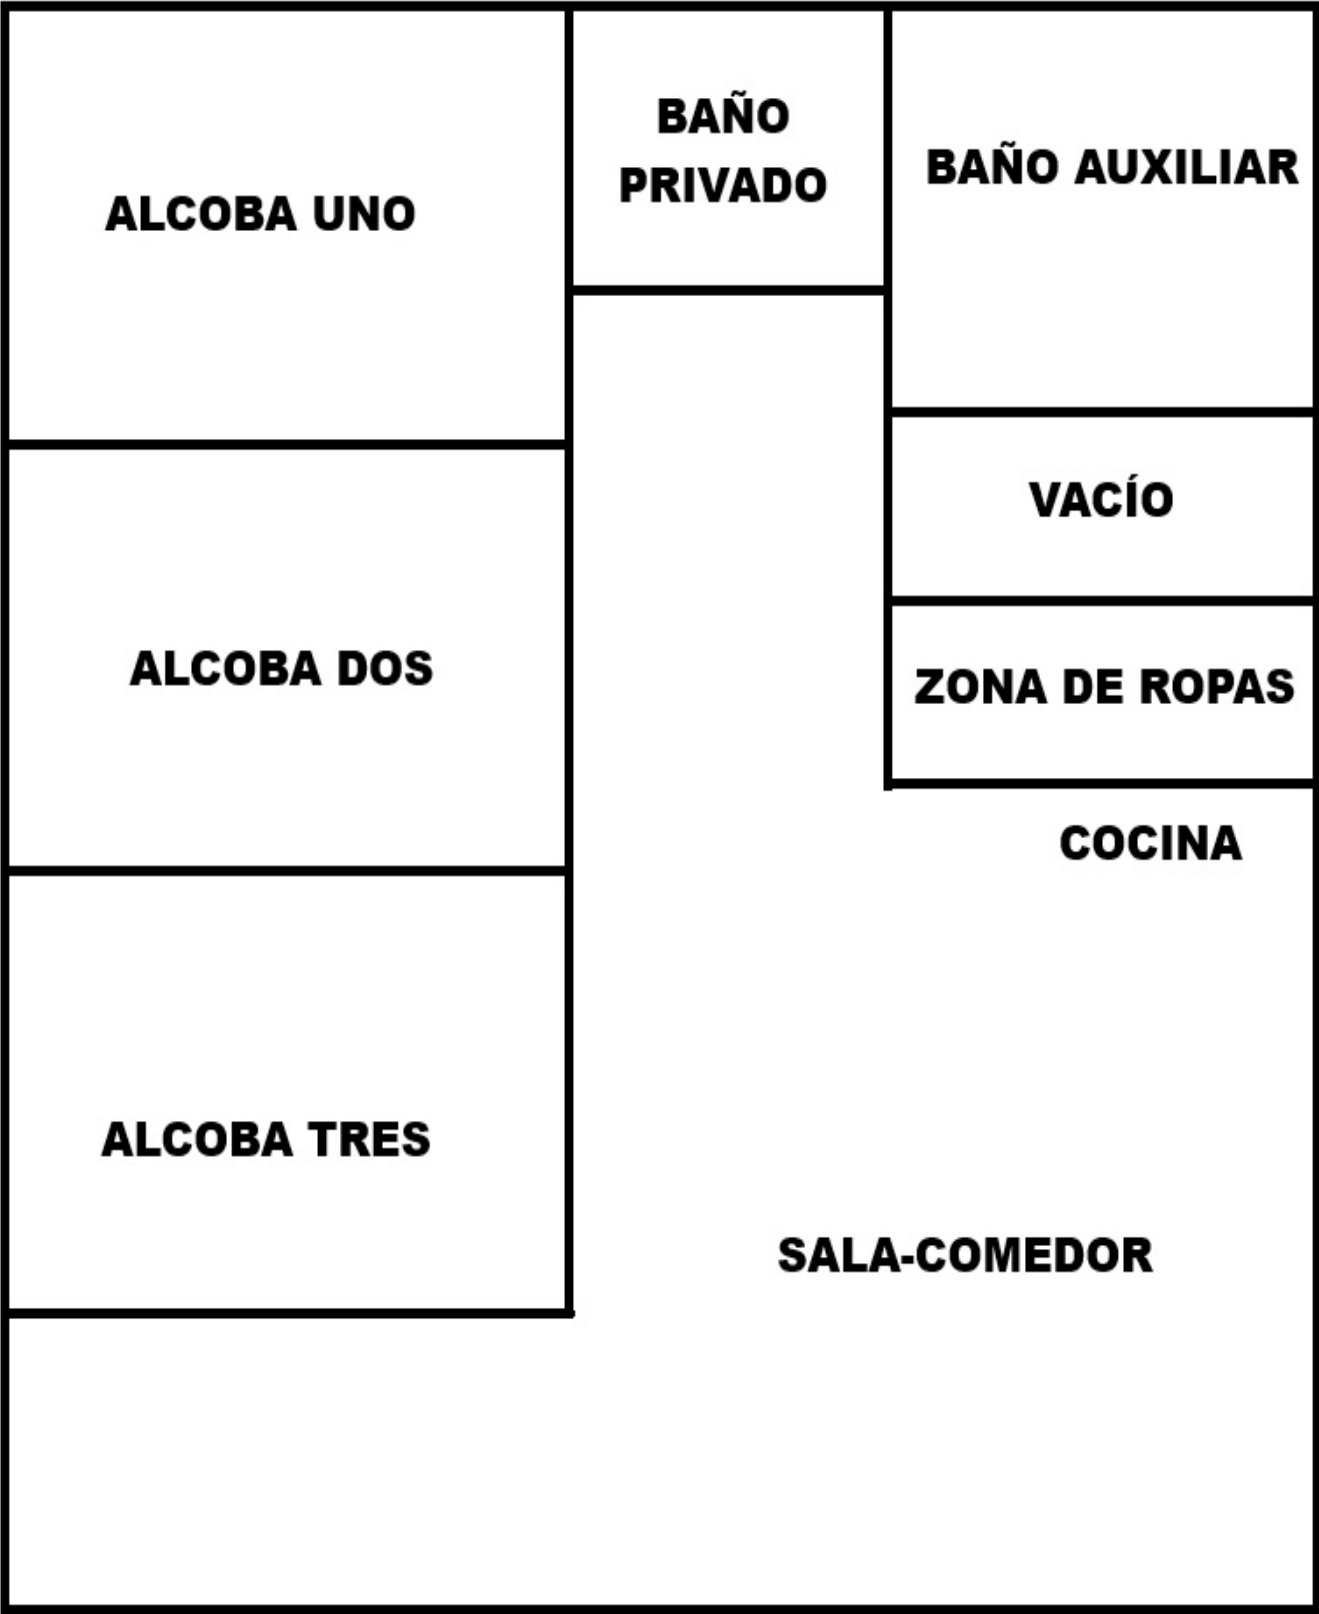 ALCOBA UNO
BAÑO
PRIVADO
BAÑO AUXILIAR
VACÍO
ALCOBA DOS
ZONA DE ROPAS
COCINA
ALCOBA TRES
SALA-COMEDOR